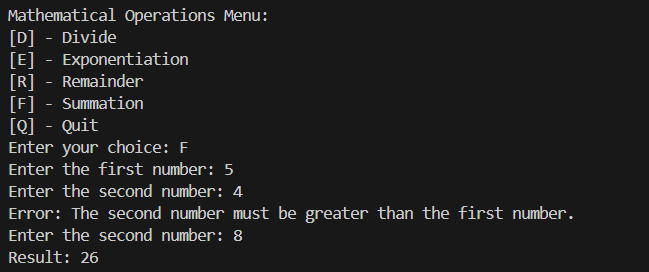 Mathematical Operations Menu:
[D] - Divide
[E] - Exponentiation
[R] - Remainder
[F] - Summation
[Q] - Quit
Enter your choice: F
Enter the first number: 5
Enter the second number: 4
Error: The second number must be greater than the first number.
Enter the second number: 8
Result: 26